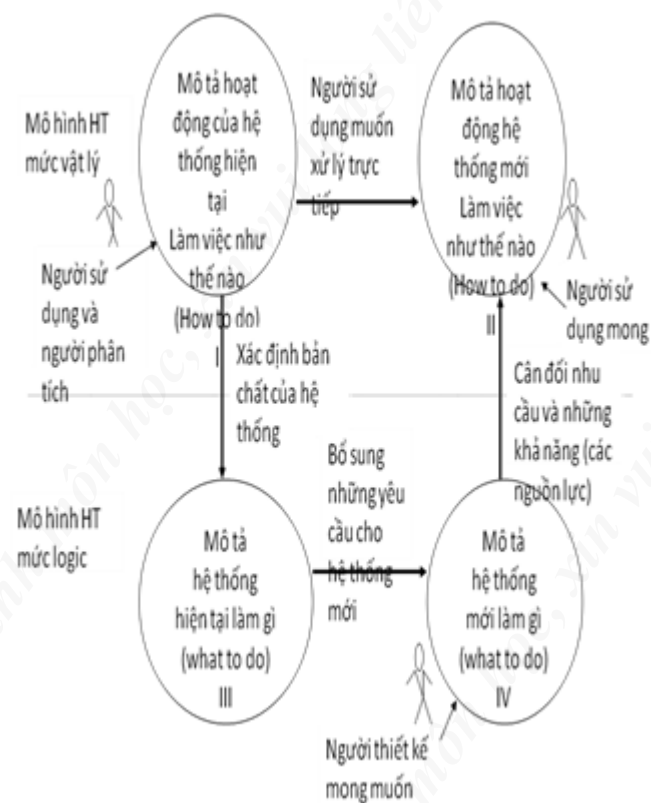 Mô tả hoạt
động của hệ
thống hiện
tại
Làm việc như
thế nào
(How to do)
I
Người sử
dụng muốn
xử lý trực
tiếp
Mô tả hoạt
động hệ
thống mới
Làm việc
như thế nào
(How to do)
II
Mô hình HT
mức vật lý
Người sử
dụng và
người phân
tích
Người sử
dụng mong
Xác định bản
chất của hệ
thống
Cân đối nhu
cầu và những
khả năng (các
nguồn lực)
Bổ sung
những yêu
cầu cho
hệ thống
mới
Mô hình HT
mức logic
Mô tả
hệ thống
hiện tại làm gì
(what to do)
III
Mô tả
hệ thống
mới làm gì
(what to do)
IV
Người thiết kế
mong muốn